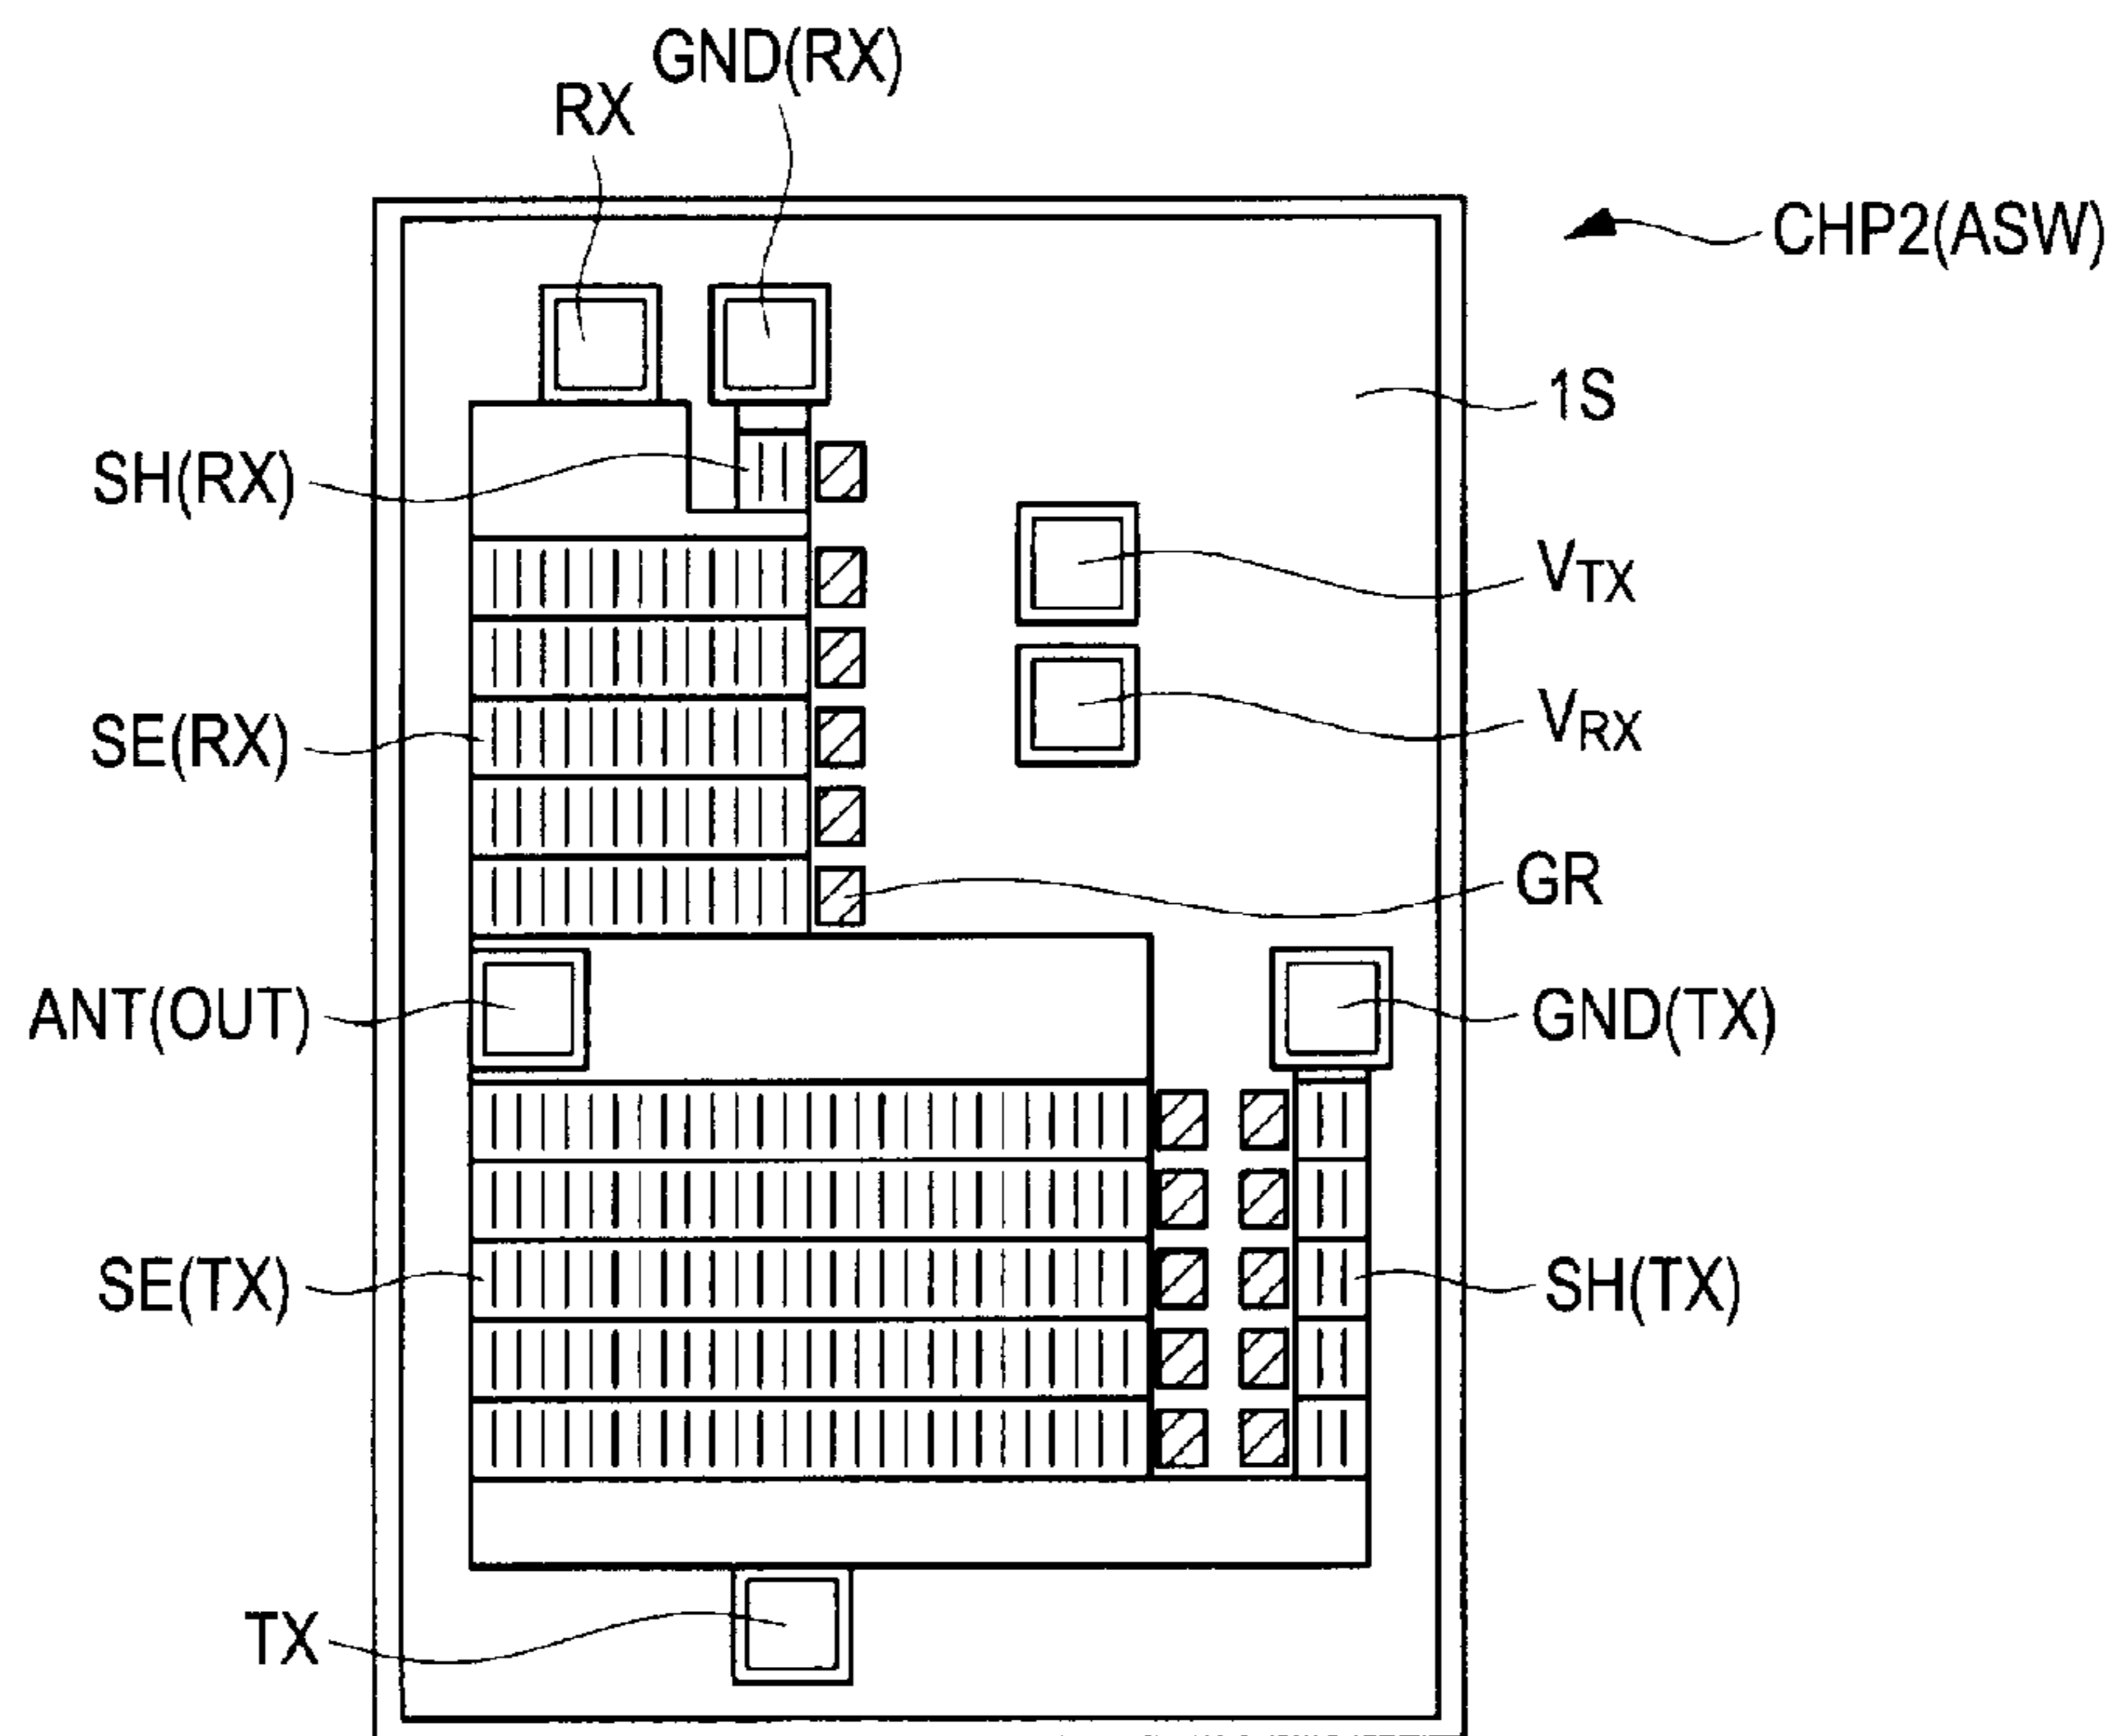 GND(RX)
RX
CHP2(ASW)
1S
SH(RX)
VTX
SE(RX)
VRX
GR
ANT(OUT)
GND(TX)
SE(TX)
SH(TX)
TX